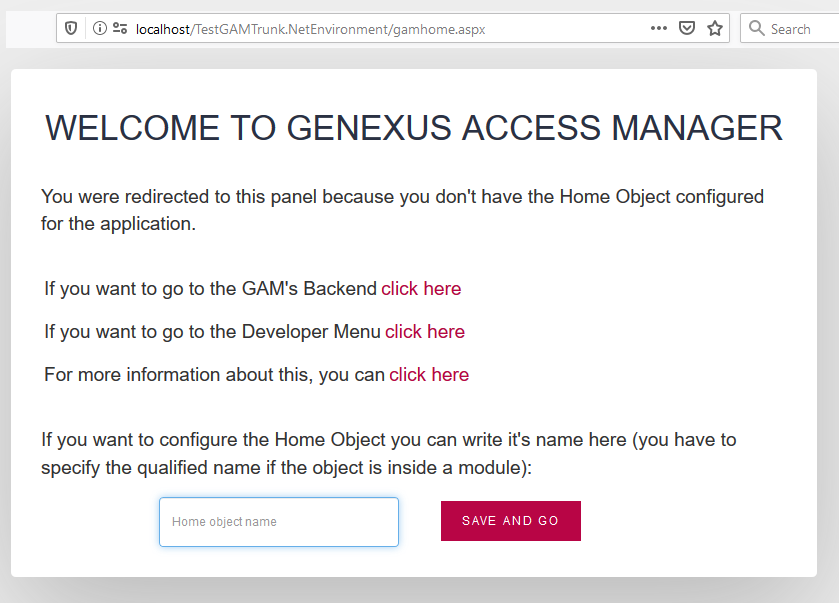 localhost/TestGAMTrunk.NetEnvironment/gamhome.aspx
Search
WELCOME TO GENEXUS ACCESS MANAGER
You were redirected to this panel because you don't have the Home Object configured
for the application.
If you want to go to the GAM's Backend click here
If you want to go to the Developer Menu click here
For more information about this, you can click here
If you want to configure the Home Object you can write it's name here (you have to
specify the qualified name if the object is inside a module):
Home object name
SAVE AND GO